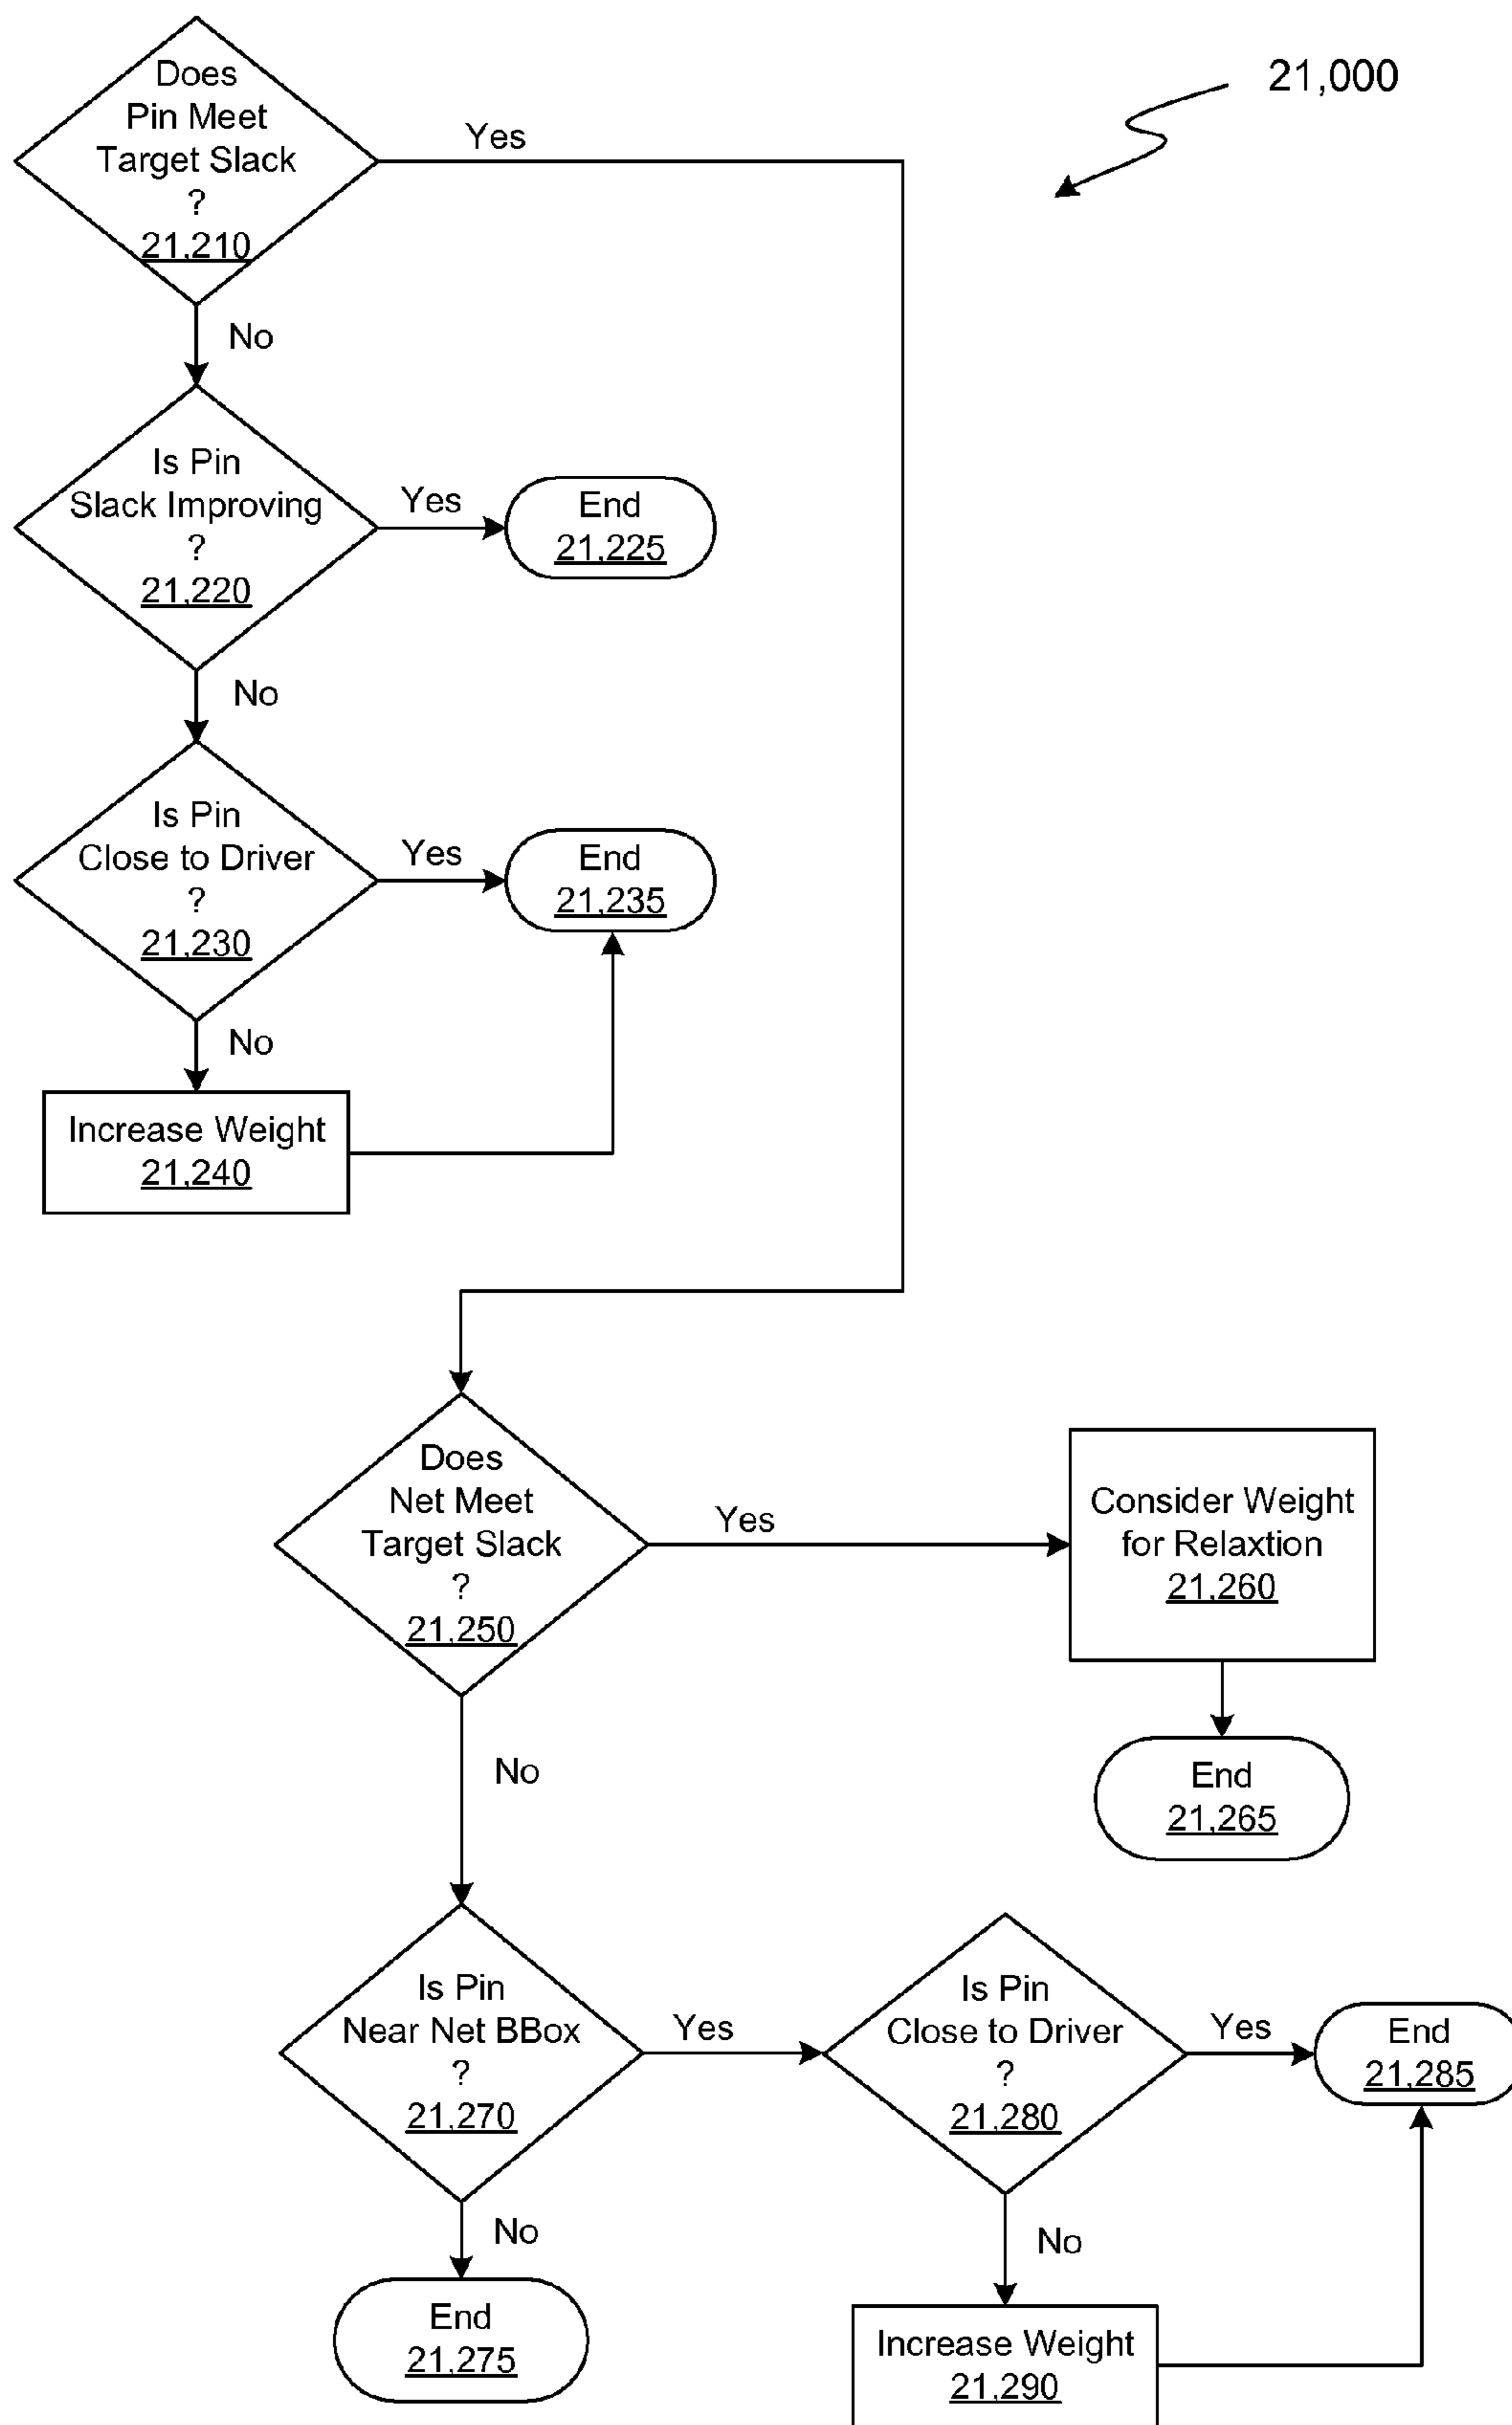 21,000
Does
Pin Meet
Target Slack
?
21,210
Yes
No
Is Pin
Slack Improving
?
21,220
Yes
End
21,225
No
Is Pin
Close to Driver
?
21,230
Yes
End
21,235
No
Increase Weight
21,240
Does
Net Meet
Target Slack
?
21,250
Yes
Consider Weight
for Relaxtion
21,260
End
21,265
No
Is Pin
Near Net BBox
?
21,270
Yes
Is Pin
Close to Driver
?
21,280
Yes
End
21,285
No
End
21,275
No
Increase Weight
21,290